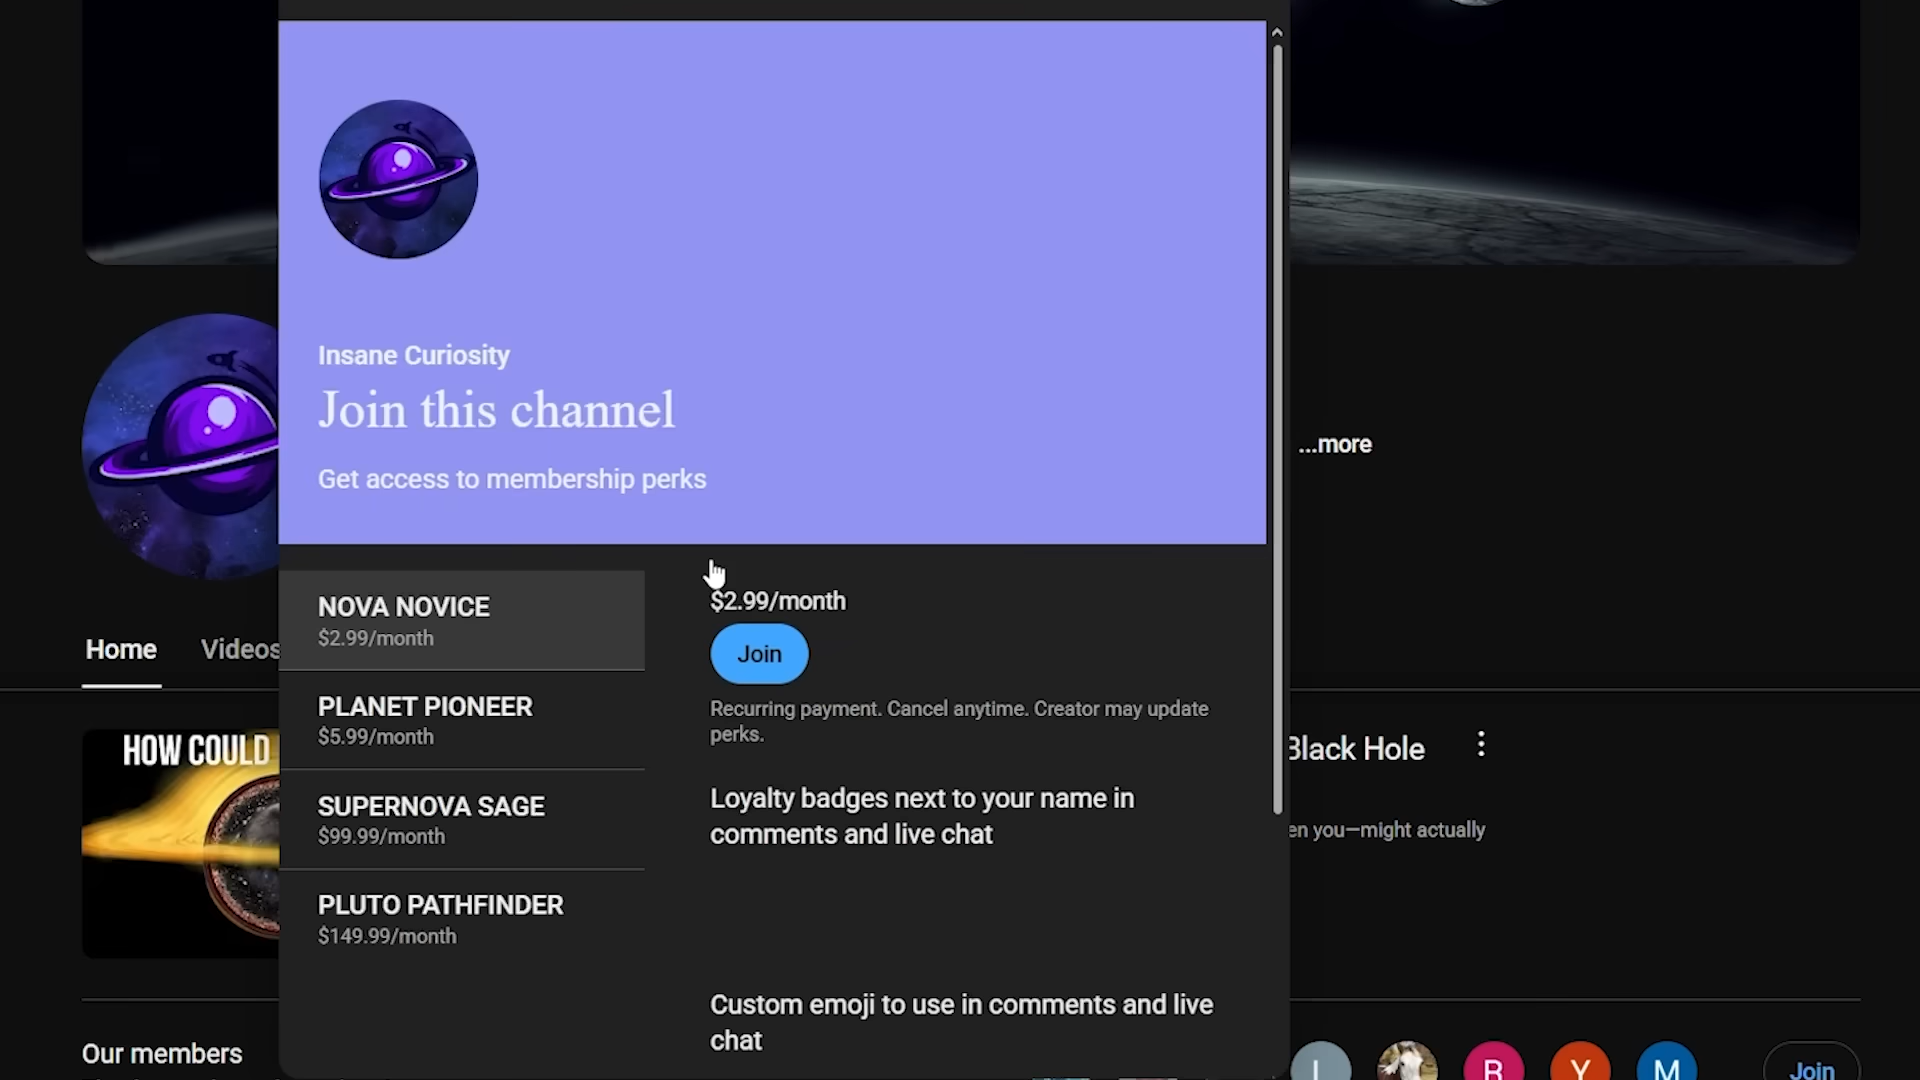 Insane Curiosity
Join this channel
Get access to membership perks
...more
NOVA NOVICE
$2.99/month
PLANET PIONEER
$5.99/month
SUPERNOVA SAGE
$99.99/month
PLUTO PATHFINDER
$149.99/month
$2.99/month
Join
Recurring payment. Cancel anytime. Creator may update
perks.
Loyalty badges next to your name in
comments and live chat
Custom emoji to use in comments and live
chat
Home
Videos
HOW COULD
Black Hole
en you—might actually
Our members
L
R
Y
M
Join